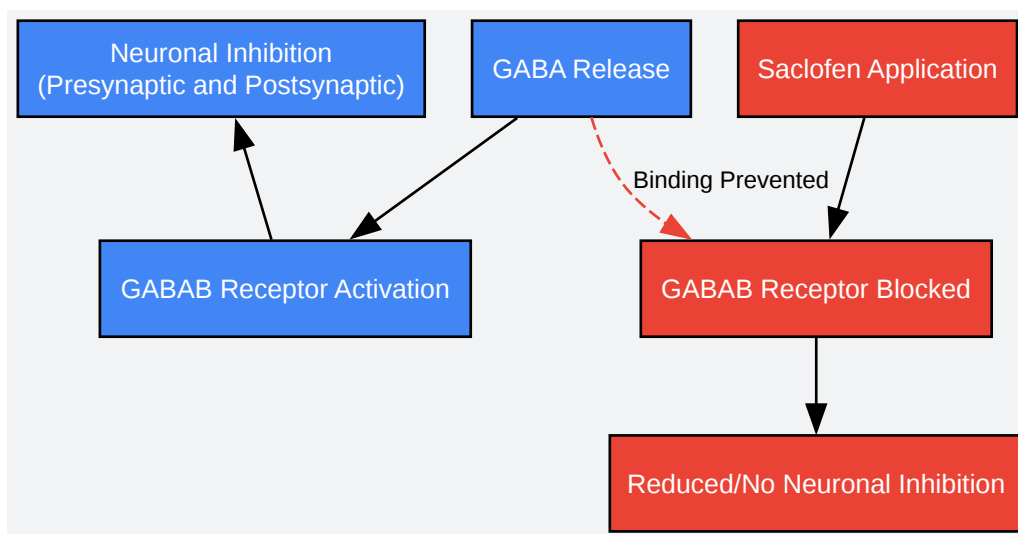 Neuronal Inhibition
(Presynaptic and Postsynaptic)
GABA Release
Saclofen Application
Binding Prevented
GABAB Receptor Activation
GABAB Receptor Blocked
Reduced/No Neuronal Inhibition